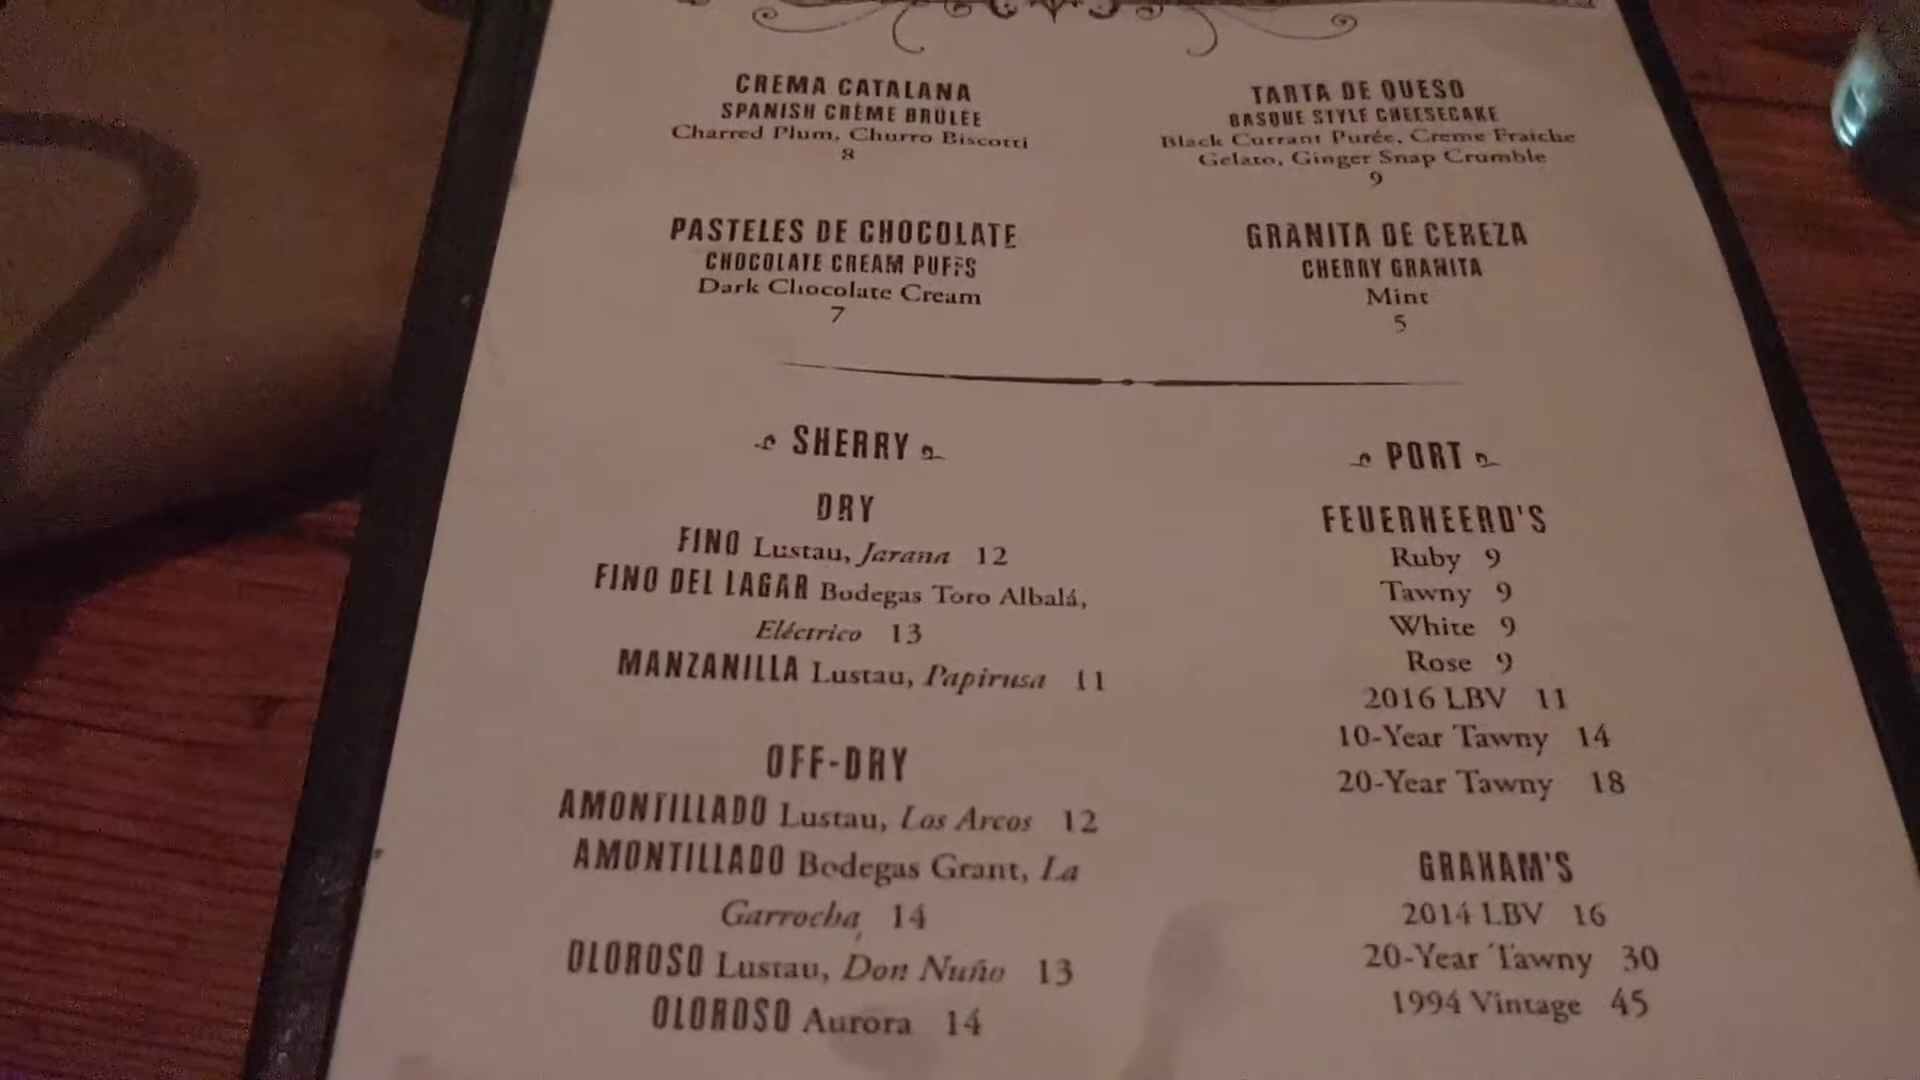 CREMA CATALANA
SPANISH CRÈME BRÛLÉE
Charred Plum, Churro Biscotti
8
TARTA DE QUESO
BASQUE STYLE CHEESECAKE
Black Currant Purée, Creme Fraiche
Gelato, Ginger Snap Crumble
9
PASTELES DE CHOCOLATE
CHOCOLATE CREAM PUFFS
Dark Chocolate Cream
7
GRANITA DE CEREZA
CHERRY GRANITA
Mint
5
SHERRY
DRY
FINO Lustau, Jarana 12
FINO DEL LAGAR Bodegas Toro Albalá,
Eléctrico 13
MANZANILLA Lustau, Papirusa 11
OFF-DRY
AMONTILLADO Lustau, Los Arcos 12
AMONTILLADO Bodegas Grant, La
Garrocha 14
OLOROSO Lustau, Don Nuño 13
OLOROSO Aurora 14
PORT
FEUERHEERD'S
Ruby 9
Tawny 9
White 9
Rose 9
2016 LBV 11
10-Year Tawny 14
20-Year Tawny 18
GRAHAM'S
2014 LBV 16
20-Year Tawny 30
1994 Vintage 45